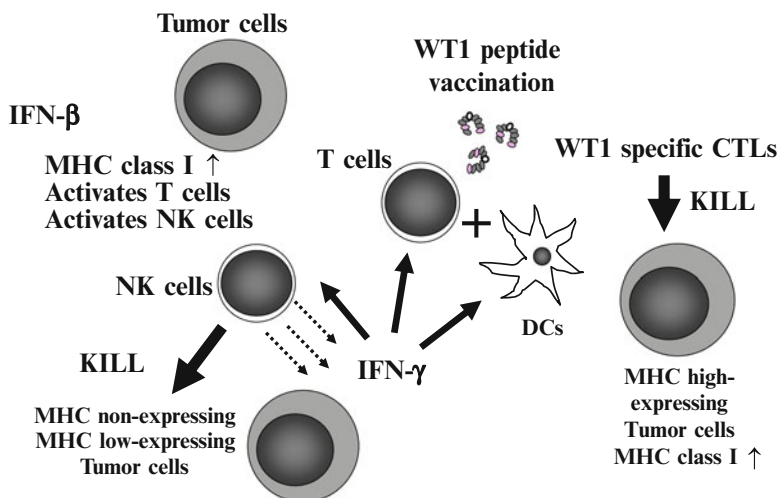 Tumor cells
IFN-β
MHC class I ↑
Activates T cells
Activates NK cells
WT1 peptide
vaccination
T cells
WT1 specific CTLs
KILL
NK cells
DCs
KILL
IFN-γ
MHC non-expressing
MHC low-expressing
Tumor cells
MHC high-
expressing
Tumor cells
MHC class I ↑